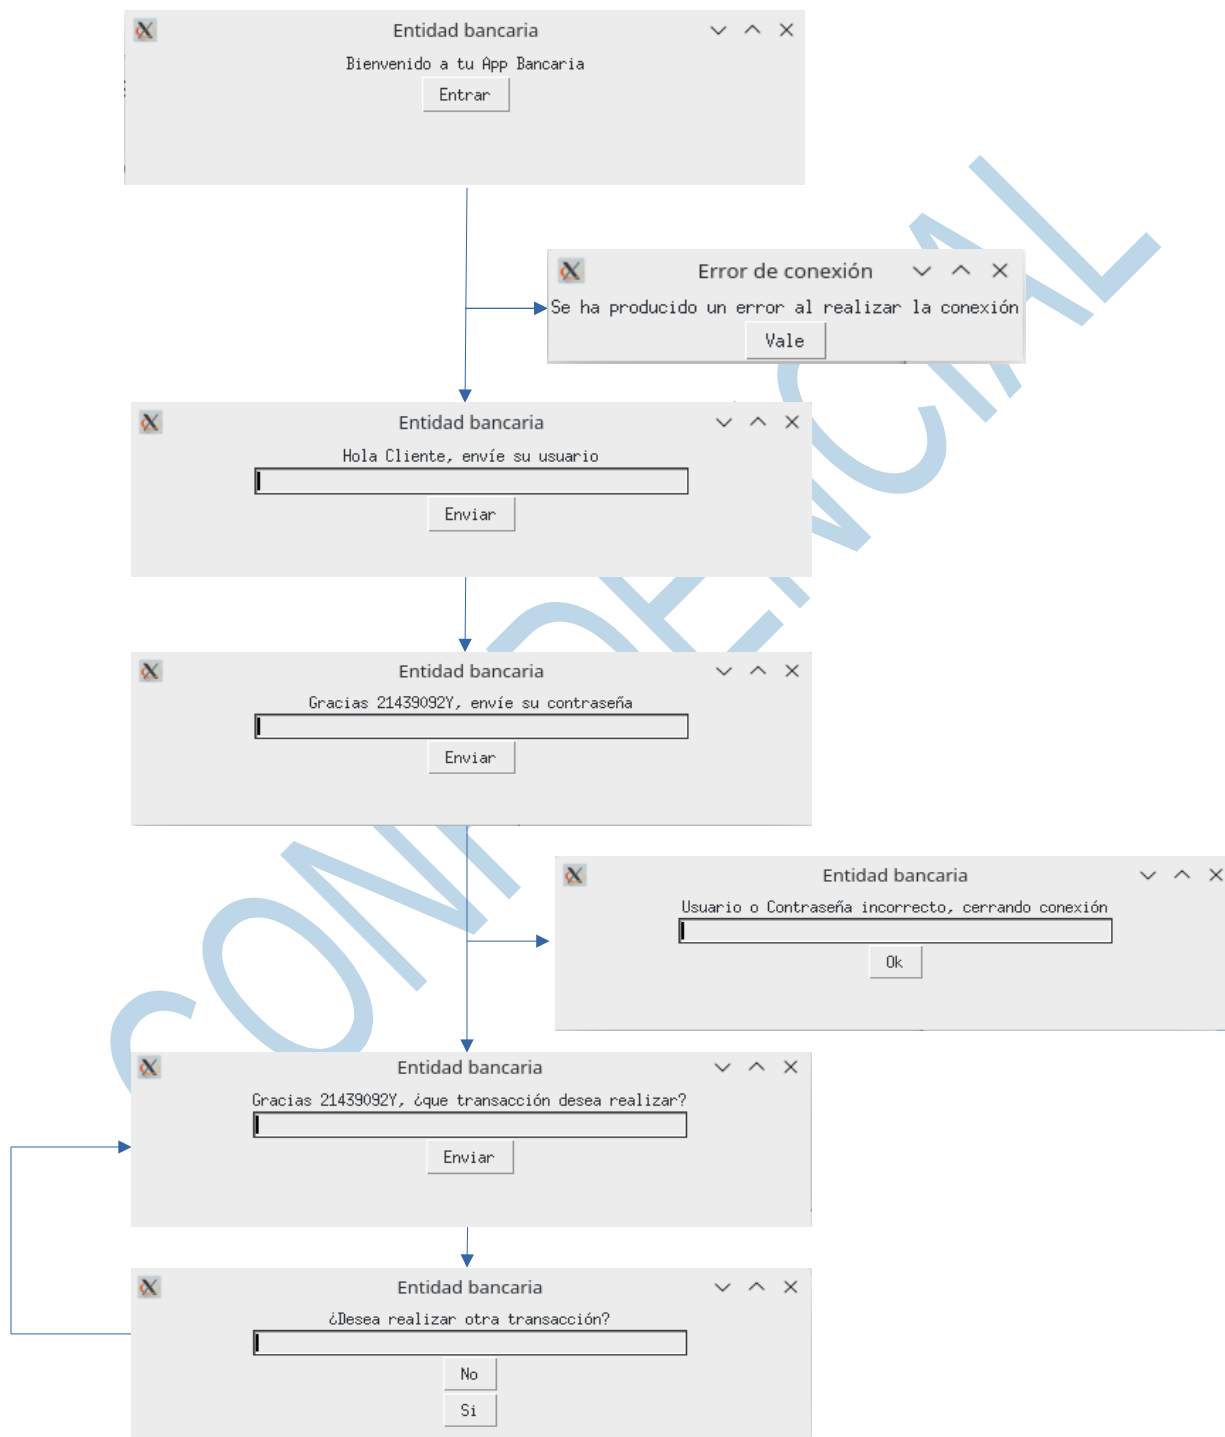 Entidad bancaria
Bienvenido a tu App Bancaria
Entrar
Error de conexión
Se ha producido un error al realizar la conexión
Vale
Entidad bancaria
Hola Cliente, envíe su usuario
Enviar
Entidad bancaria
Gracias 21439092Y, envíe su contraseña
Enviar
Entidad bancaria
Usuario o Contraseña incorrecto, cerrando conexión
Ok
Entidad bancaria
Gracias 21439092Y, ¿que transacción desea realizar?
Enviar
Entidad bancaria
¿Desea realizar otra transacción?
No
Si
CONFIDENCIAL